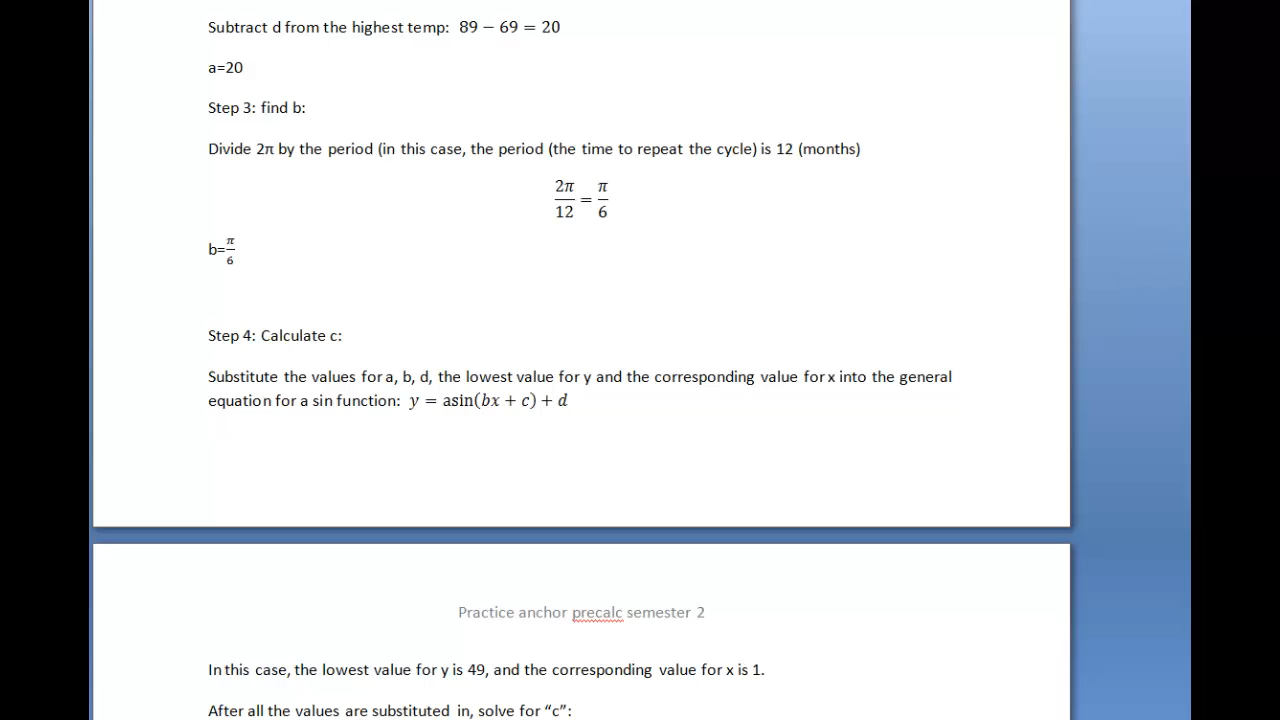 Subtract d from the highest temp: 89 − 69 = 20
a=20
Step 3: find b:
Divide 2π by the period (in this case, the period (the time to repeat the cycle) is 12 (months)
2π/12 = π/6
b=π/6
Step 4: Calculate c:
Substitute the values for a, b, d, the lowest value for y and the corresponding value for x into the general
equation for a sin function: y = asin(bx + c) + d
Practice anchor precalc semester 2
In this case, the lowest value for y is 49, and the corresponding value for x is 1.
After all the values are substituted in, solve for “c”: